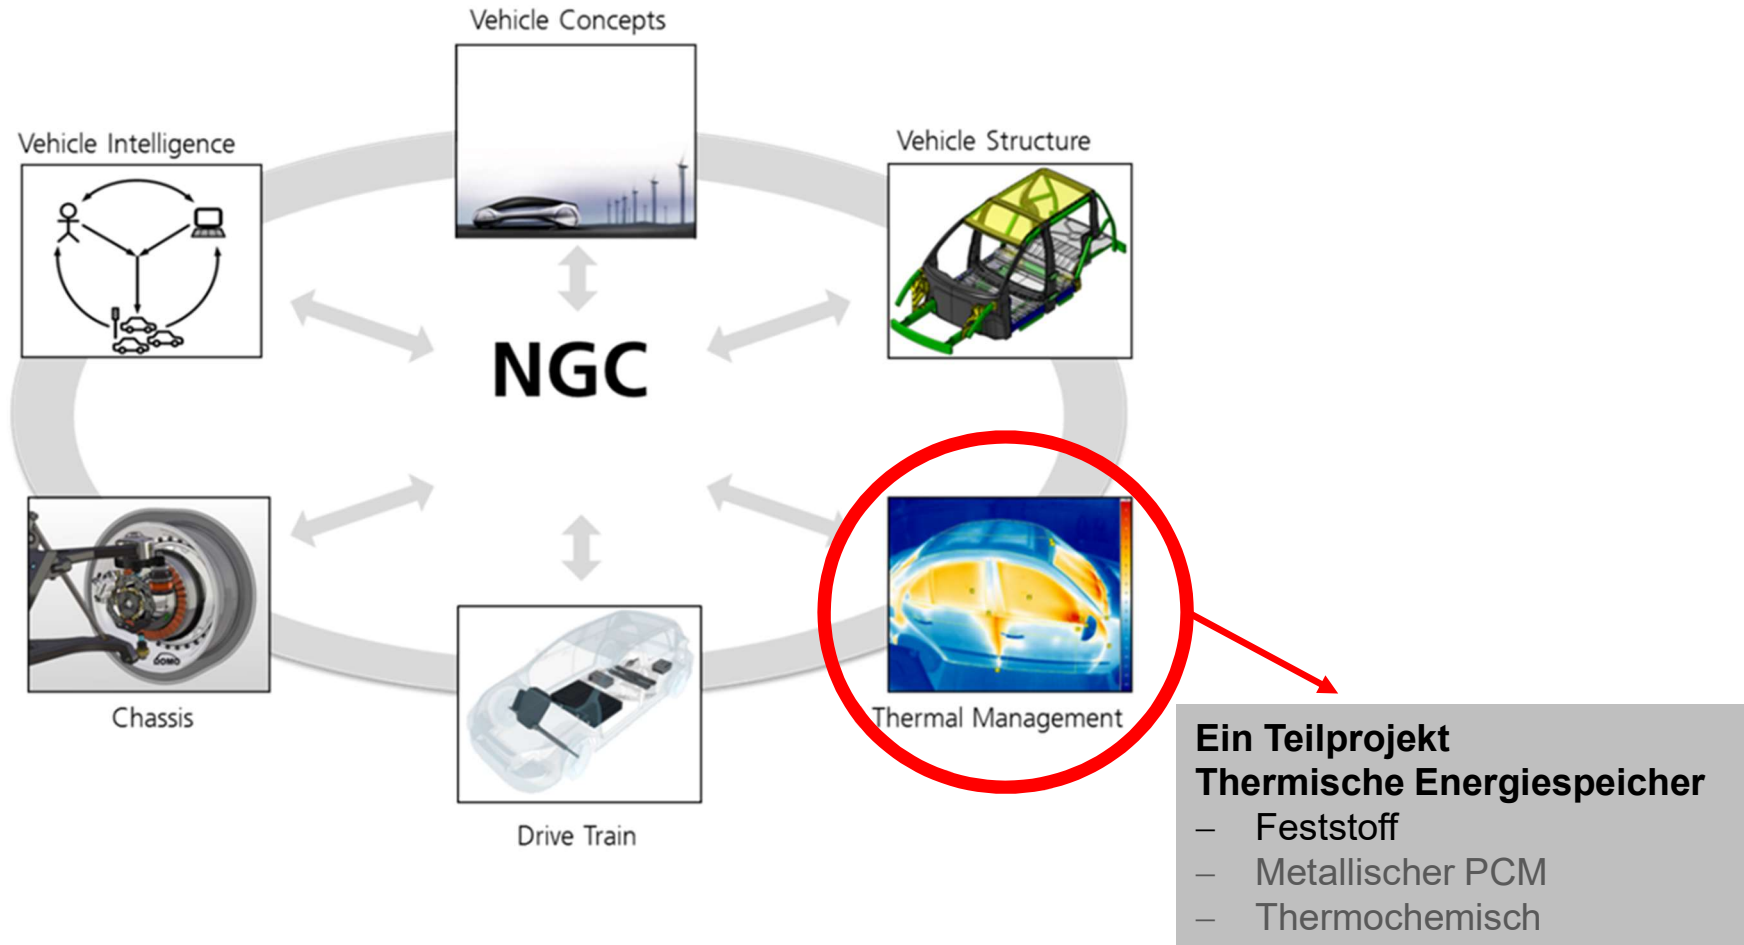 Vehicle Concepts
Vehicle Intelligence
Vehicle Structure
NGC
DOMO
Chassis
Thermal Management
Drive Train
Ein Teilprojekt
Thermische Energiespeicher
– Feststoff
– Metallischer PCM
– Thermochemisch